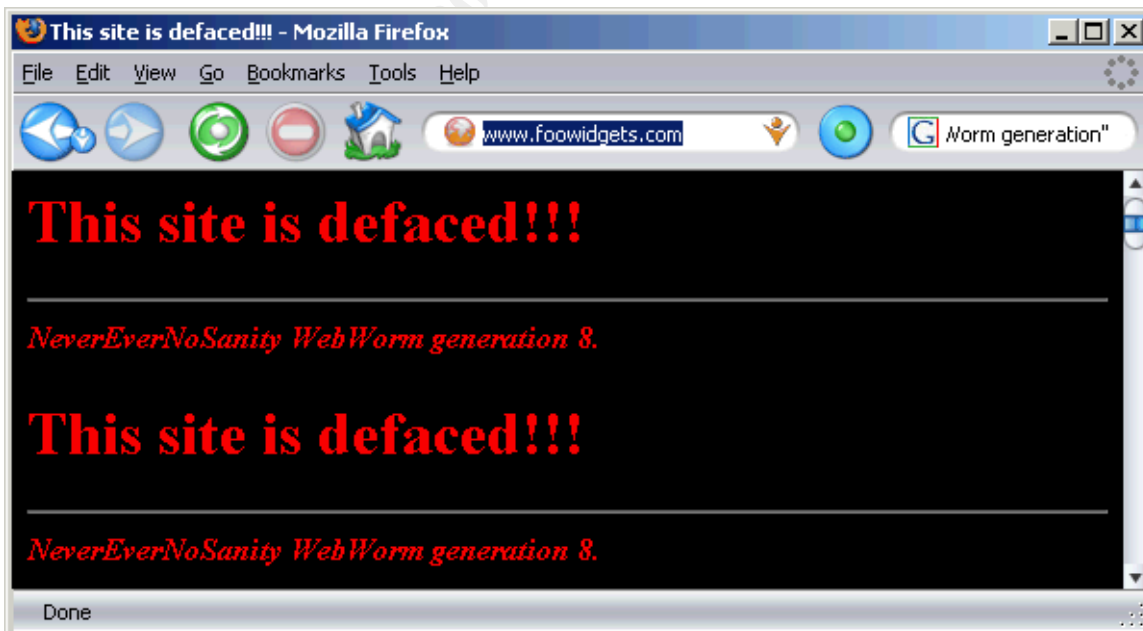 This site is defaced!!! - Mozilla Firefox
File Edit View Go Bookmarks Tools Help
www.foowidgets.com G Worm generation"
This site is defaced!!!
NeverEverNoSanity WebWorm generation 8.
This site is defaced!!!
NeverEverNoSanity WebWorm generation 8.
Done